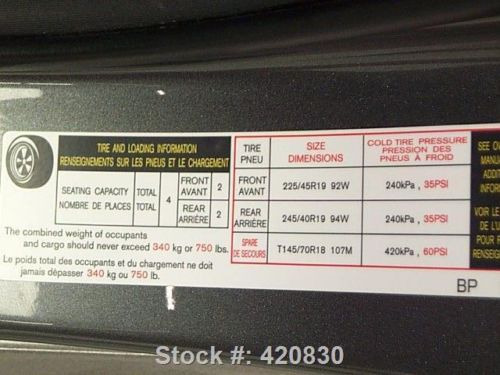 TIRE AND LOADING INFORMATION
RENSEIGNEMENTS SUR LES PNEUS ET LE CHARGEMENT
SEATING CAPACITY TOTAL 4 FRONT AVANT 2
NOMBRE DE PLACES TOTAL REAR ARRIÈRE 2
The combined weight of occupants
and cargo should never exceed 340 kg or 750 lbs.
Le poids total des occupants et du chargement ne doit
jamais dépasser 340 kg ou 750 lb.
TIRE PNEU SIZE DIMENSIONS COLD TIRE PRESSURE
PRESSION DES
PNEUS À FROID
FRONT AVANT 225/45R19 92W 240kPa , 35PSI
REAR ARRIÈRE 245/40R19 94W 240kPa , 35PSI
SPARE DE SECOURS T145/70R18 107M 420kPa , 60PSI
SEE
MANU
ADDITI
INFOR
VOIR LE
POUR
RENSEIG
BP
Stock #: 420830